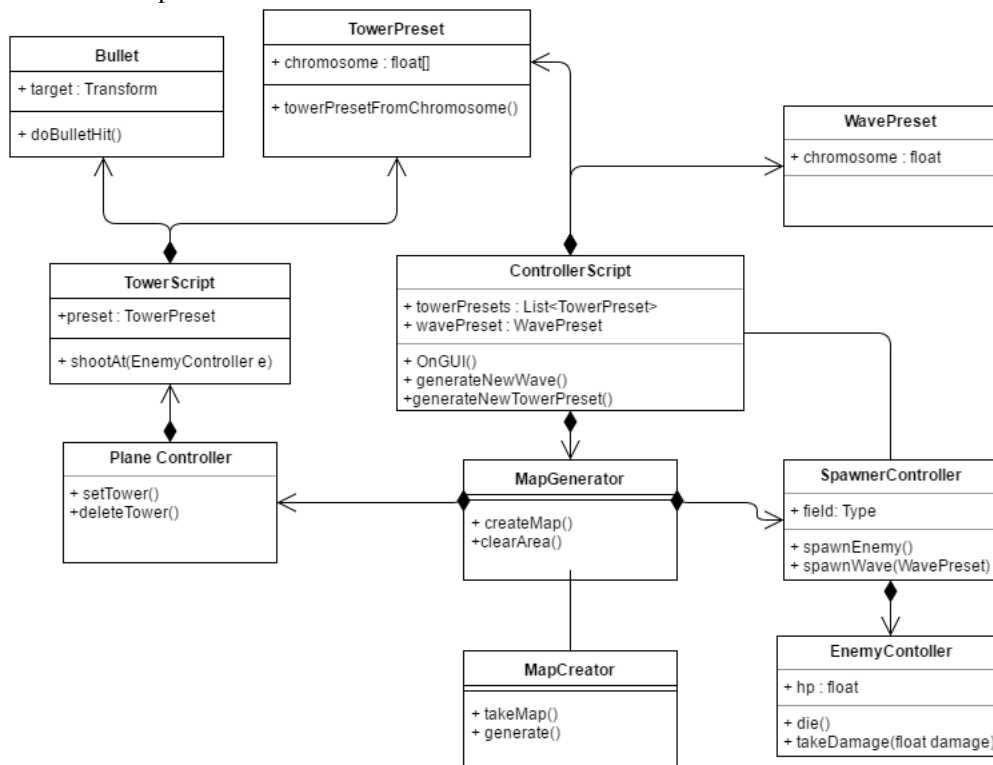 Bullet
+ target : Transform
+ doBulletHit()
TowerPreset
+ chromosome : float[]
+ towerPresetFromChromosome()
WavePreset
+ chromosome : float
TowerScript
+preset : TowerPreset
+ shootAt(EnemyController e)
ControllerScript
+ towerPresets : List<TowerPreset>
+ wavePreset : WavePreset
+ OnGUI()
+ generateNewWave()
+generateNewTowerPreset()
Plane Controller
+ setTower()
+deleteTower()
MapGenerator
+ createMap()
+clearArea()
SpawnerController
+ field: Type
+ spawnEnemy()
+ spawnWave(WavePreset)
MapCreator
+ takeMap()
+ generate()
EnemyContoller
+ hp : float
+ die()
+ takeDamage(float damage)